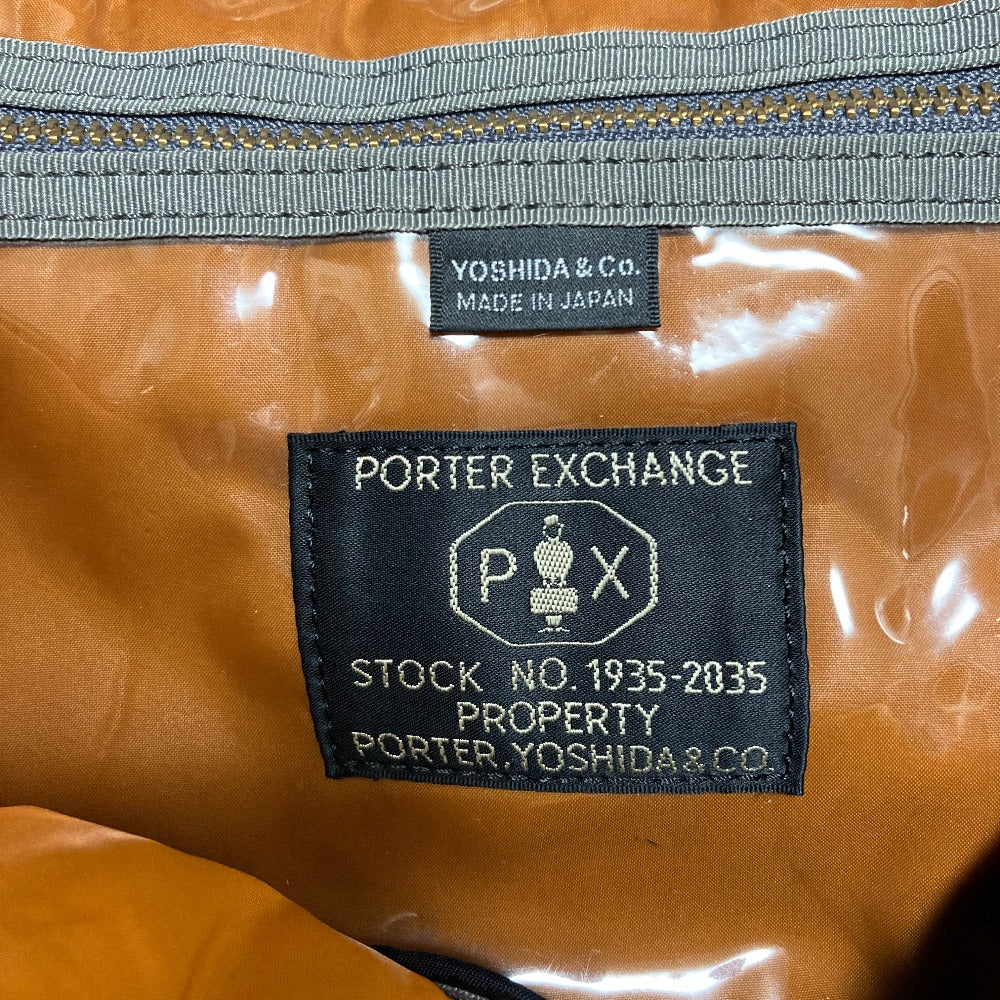 YOSHIDA & Co.
MADE IN JAPAN
PORTER EXCHANGE
P X
STOCK NO. 1935-2035
PROPERTY
PORTER, YOSHIDA & CO.